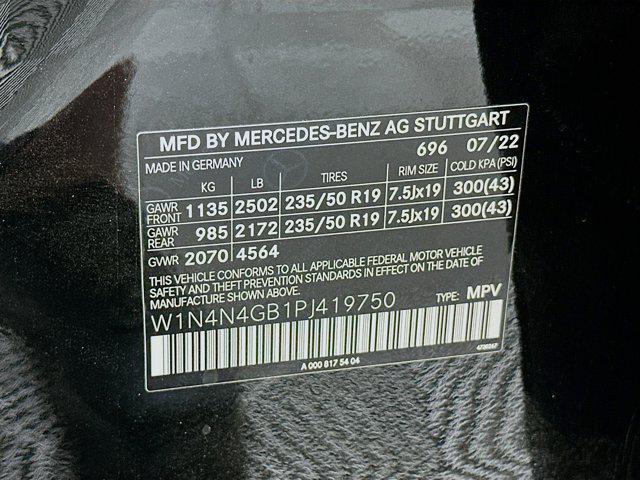 MFD BY MERCEDES-BENZ AG STUTTGART
MADE IN GERMANY 696 07/22
KG LB TIRES RIM SIZE COLD KPA (PSI)
GAWR FRONT 1135 2502 235/50 R19 7.5Jx19 300(43)
GAWR REAR 985 2172 235/50 R19 7.5Jx19 300(43)
GVWR 2070 4564
THIS VEHICLE CONFORMS TO ALL APPLICABLE FEDERAL MOTOR VEHICLE
SAFETY AND THEFT PREVENTION STANDARDS IN EFFECT ON THE DATE OF
MANUFACTURE SHOWN ABOVE.
W1N4N4GB1PJ419750 TYPE: MPV
A 000 817 54 04